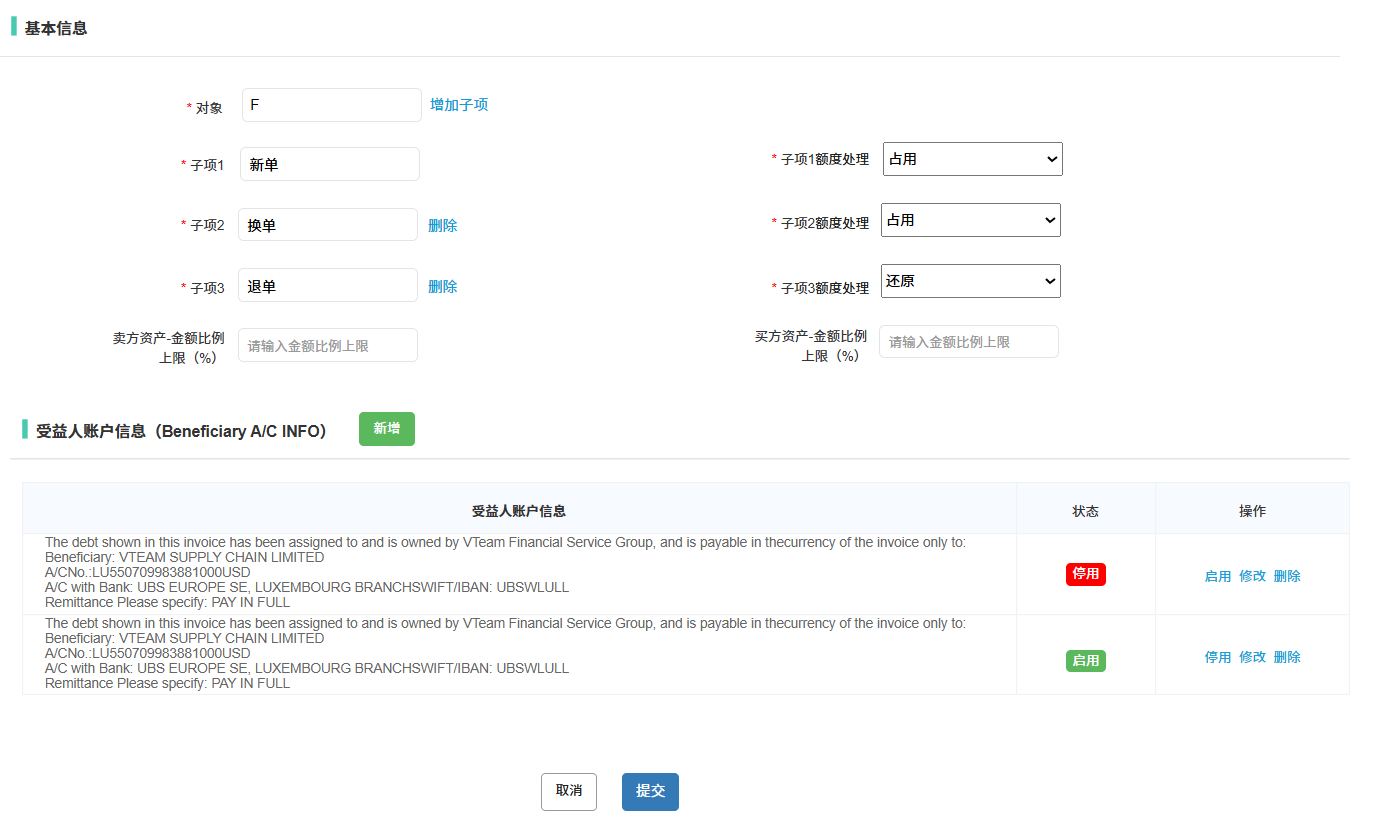 基本信息
* 对象 F 增加子项
* 子项1 新单 * 子项1额度处理 占用
* 子项2 换单 删除 * 子项2额度处理 占用
* 子项3 退单 删除 * 子项3额度处理 还原
卖方资产-金额比例上限（%） 请输入金额比例上限 买方资产-金额比例上限（%） 请输入金额比例上限
受益人账户信息（Beneficiary A/C INFO） 新增
受益人账户信息 状态 操作
The debt shown in this invoice has been assigned to and is owned by VTeam Financial Service Group, and is payable in thecurrency of the invoice only to:
Beneficiary: VTEAM SUPPLY CHAIN LIMITED
A/CNo.:LU550709983881000USD
A/C with Bank: UBS EUROPE SE, LUXEMBOURG BRANCHSWIFT/IBAN: UBSWLULL
Remittance Please specify: PAY IN FULL
停用 启用 修改 删除
The debt shown in this invoice has been assigned to and is owned by VTeam Financial Service Group, and is payable in thecurrency of the invoice only to:
Beneficiary: VTEAM SUPPLY CHAIN LIMITED
A/CNo.:LU550709983881000USD
A/C with Bank: UBS EUROPE SE, LUXEMBOURG BRANCHSWIFT/IBAN: UBSWLULL
Remittance Please specify: PAY IN FULL
启用 停用 修改 删除
取消 提交